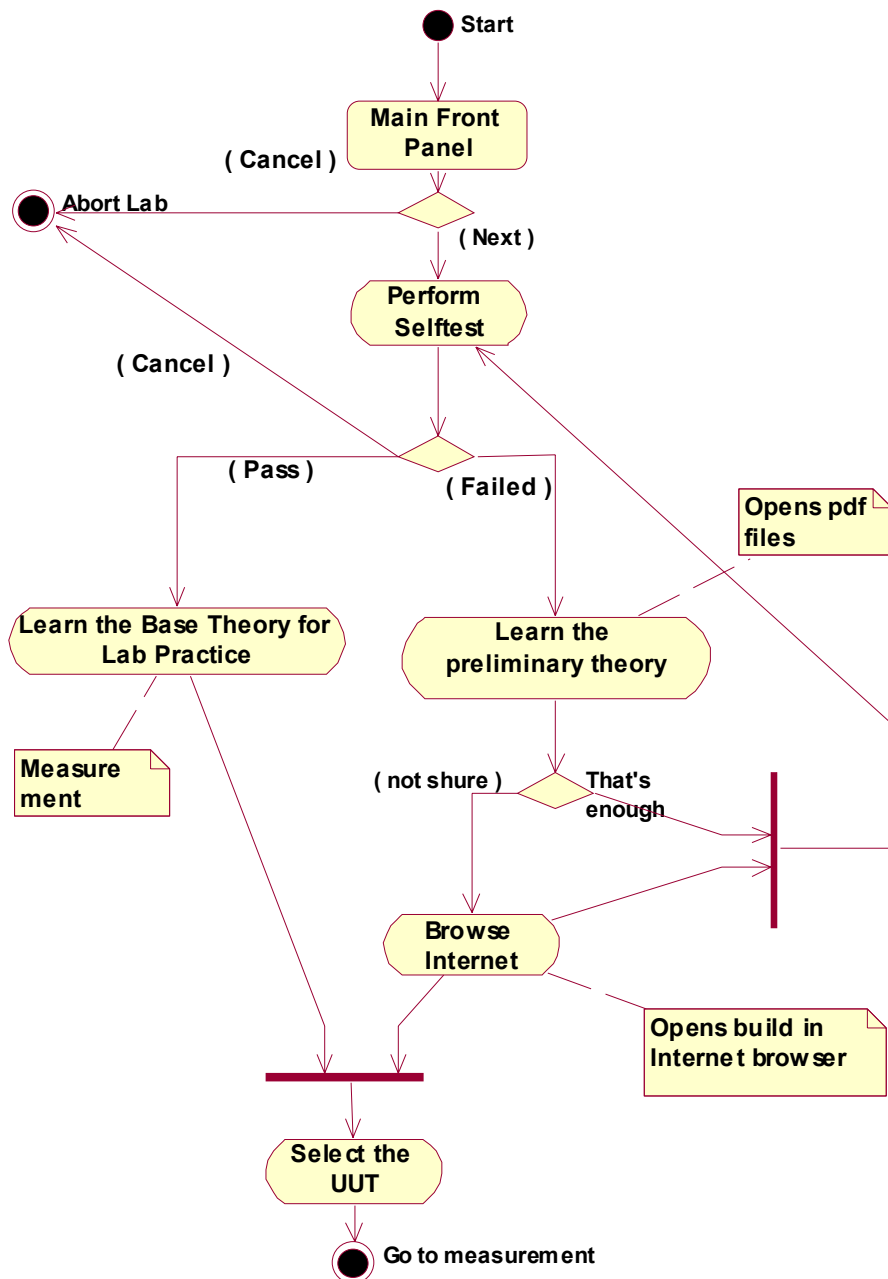 Start
Main Front
Panel
( Cancel )
Abort Lab
( Next )
Perform
Selftest
( Cancel )
( Pass )
( Failed )
Opens pdf
files
Learn the Base Theory for
Lab Practice
Learn the
preliminary theory
Measure
ment
( not shure )
That's
enough
Browse
Internet
Opens build in
Internet browser
Select the
UUT
Go to measurement